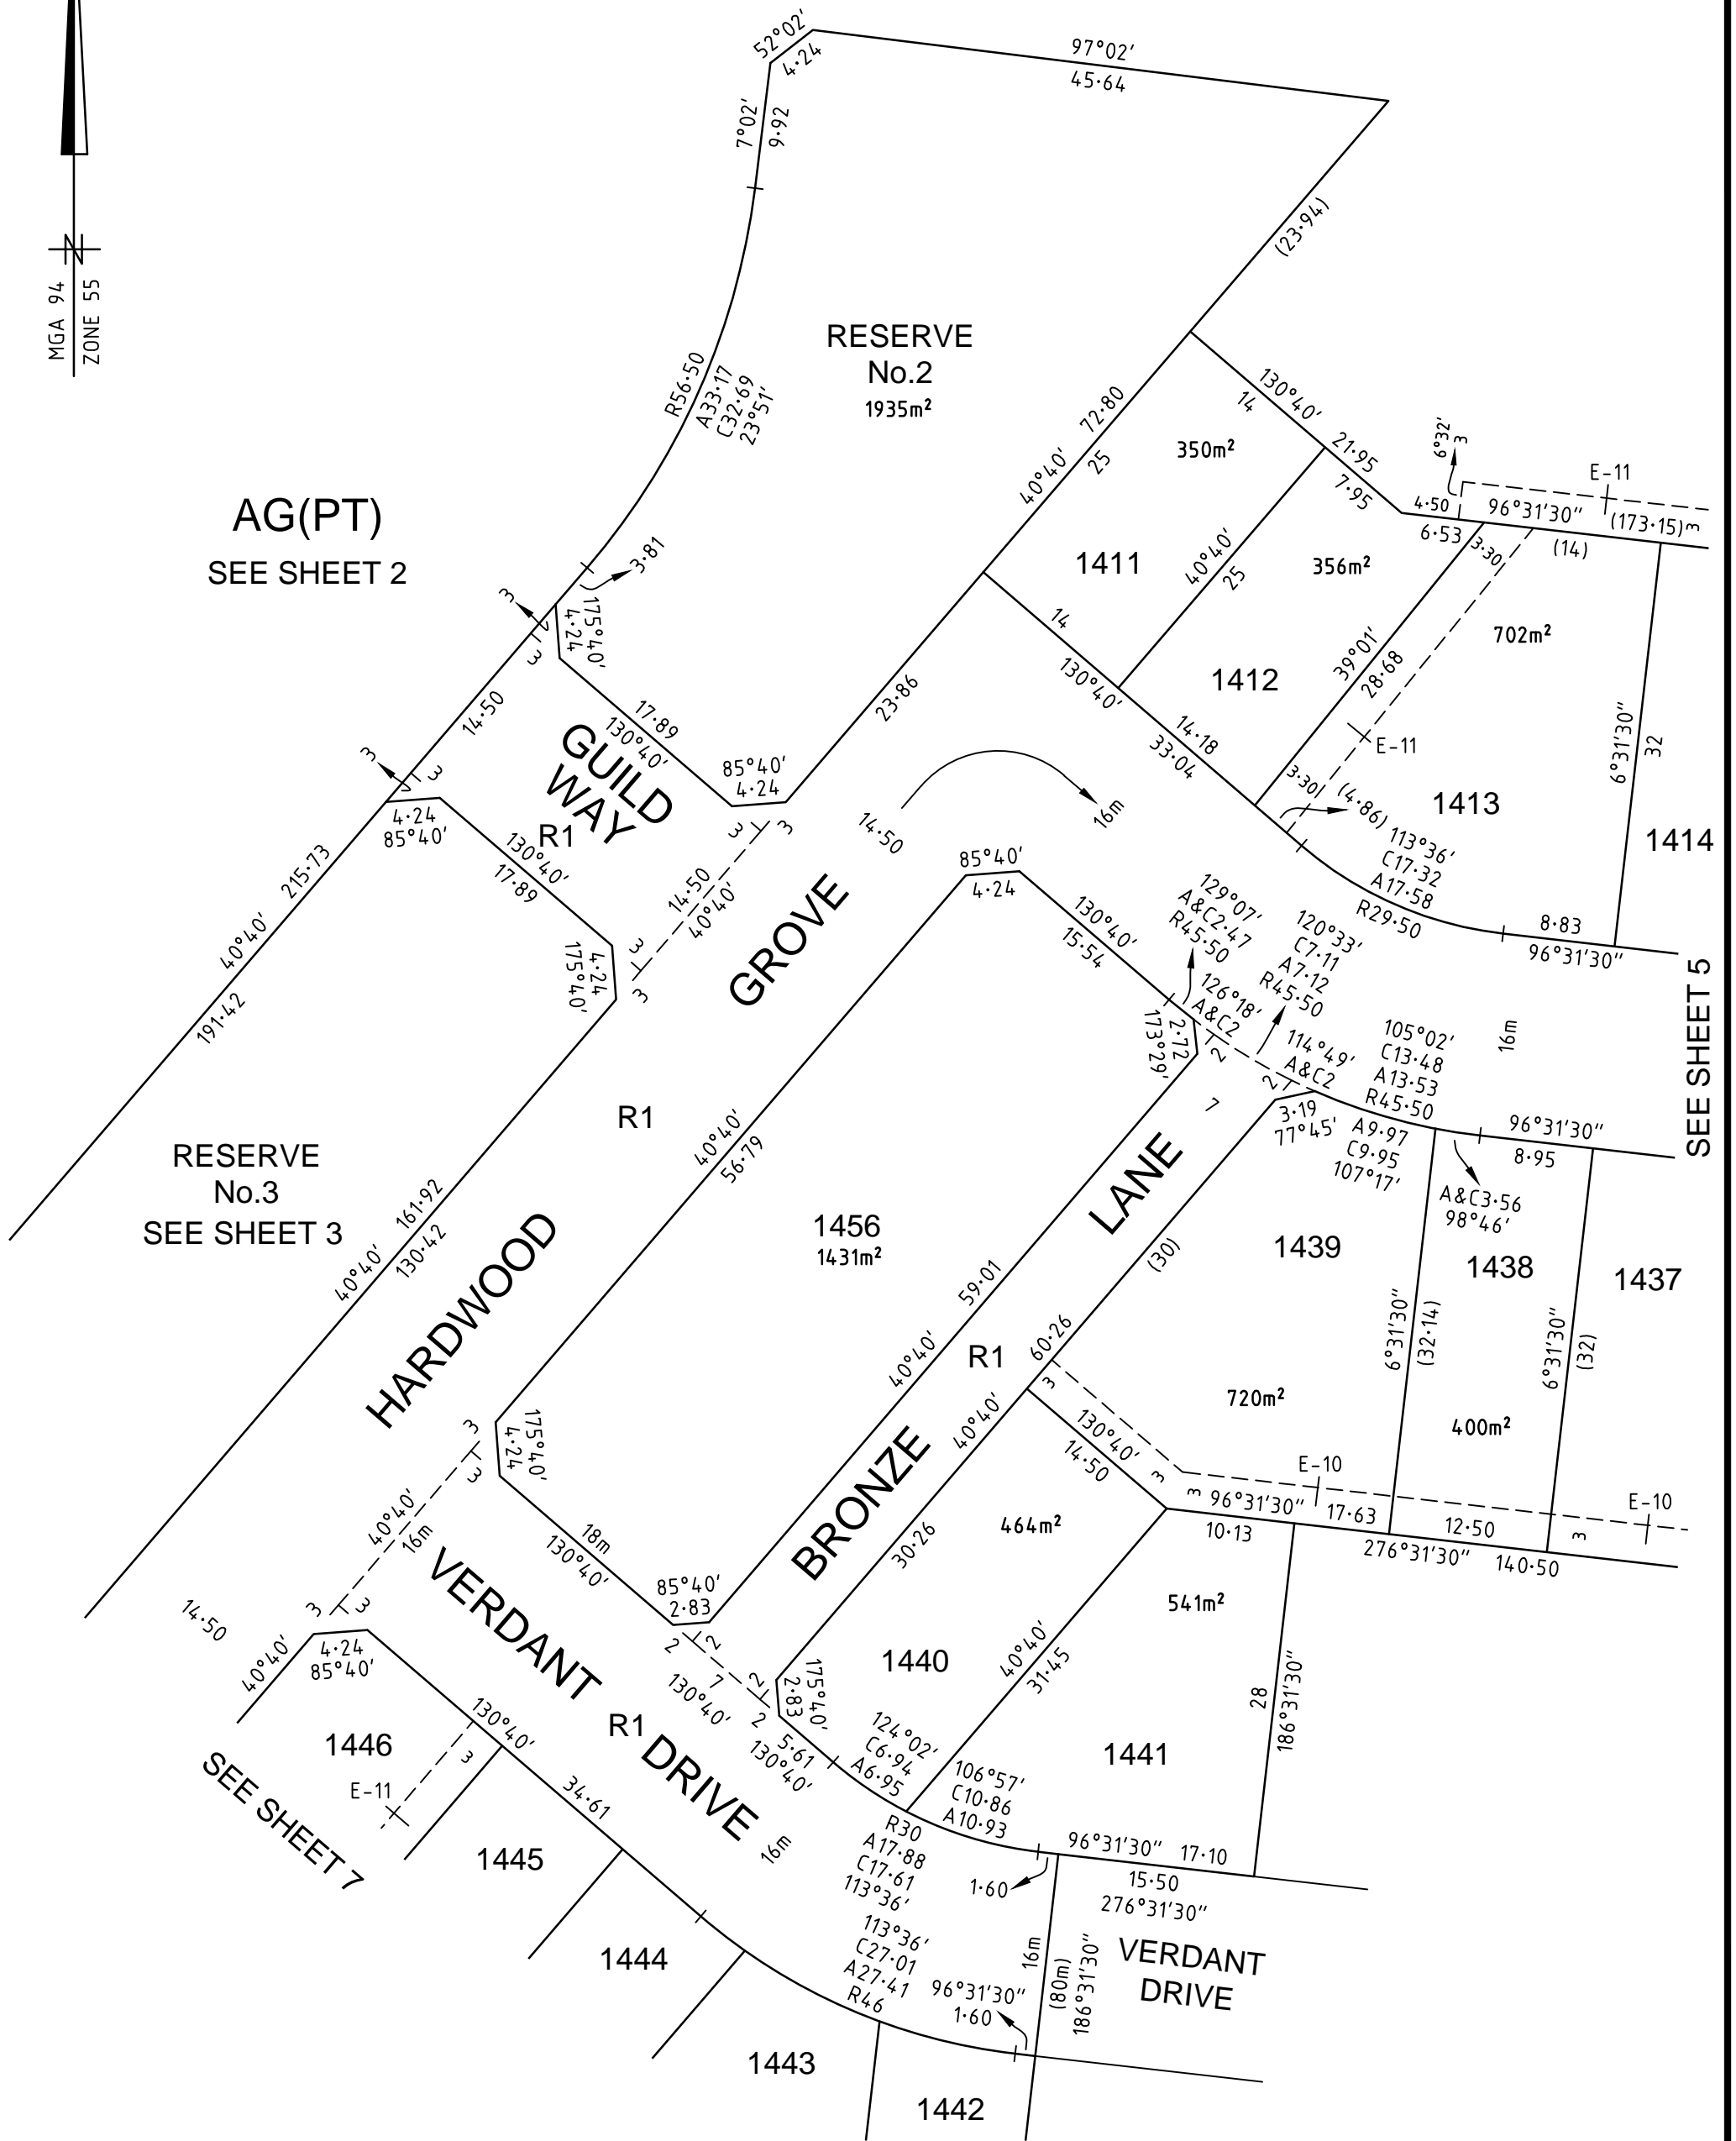 MGA 94
ZONE 55
52°02'
4·24
97°02'
45·64
7°02'
9·92
(23·94)
RESERVE
No.2
1935m²
R56·50
A33·17
C32·69
23°51'
AG(PT)
SEE SHEET 2
40°40'
72·80
25
130°40'
14
21·95
7·95
350m²
1411
40°40'
25
356m²
1412
6°32'
3
E-11
4·50
96°31'30"
(173·15)
3
6·53
3·30
(14)
702m²
39°01'
28·68
E-11
3·30
1413
6°31'30"
32
1414
14
130°40'
14·18
33·04
(4·86)
113°36'
C17·32
A17·58
R29·50
8·83
96°31'30"
3·81
3
3
175°40'
4·24
14·50
17·89
130°40'
23·86
GUILD
WAY
R1
85°40'
4·24
3
3
3
3
4·24
85°40'
130°40'
17·89
14·50
40°40'
3
3
4·24
175°40'
215·73
40°40'
191·42
14·50
16m
GROVE
85°40'
4·24
130°40'
15·54
129°07'
A&C2·47
R45·50
126°18'
A&C2
120°33'
C7·11
A7·12
R45·50
114°49'
A&C2
105°02'
C13·48
A13·53
R45·50
16m
SEE SHEET 5
2·72
173°29'
2
7
2
3·19
77°45'
A9·97
C9·95
107°17'
96°31'30"
8·95
A&C3·56
98°46'
RESERVE
No.3
SEE SHEET 3
R1
40°40'
56·79
161·92
40°40'
130·42
HARDWOOD
1456
1431m²
59·01
40°40'
LANE
(30)
1439
1438
1437
6°31'30"
(32·14)
6°31'30"
(32)
R1
60·26
40°40'
3
130°40'
14·50
3
720m²
400m²
E-10
E-10
3
96°31'30"
17·63
12·50
3
10·13
276°31'30"
140·50
BRONZE
30·26
464m²
541m²
1440
40°40'
31·45
1441
28
186°31'30"
3
3
175°40'
4·24
40°40'
16m
18m
130°40'
85°40'
2·83
2
2
7
130°40'
2
2
175°40'
2·83
5·61
130°40'
124°02'
C6·94
A6·95
106°57'
C10·86
A10·93
R30
A17·88
C17·61
113°36'
96°31'30"
17·10
1·60
15·50
276°31'30"
VERDANT
R1
DRIVE
16m
14·50
3
3
40°40'
4·24
85°40'
130°40'
34·61
1446
3
E-11
SEE SHEET 7
1445
1444
113°36'
C27·01
A27·41
R46
96°31'30"
1·60
16m
(80m)
186°31'30"
VERDANT
DRIVE
1443
1442